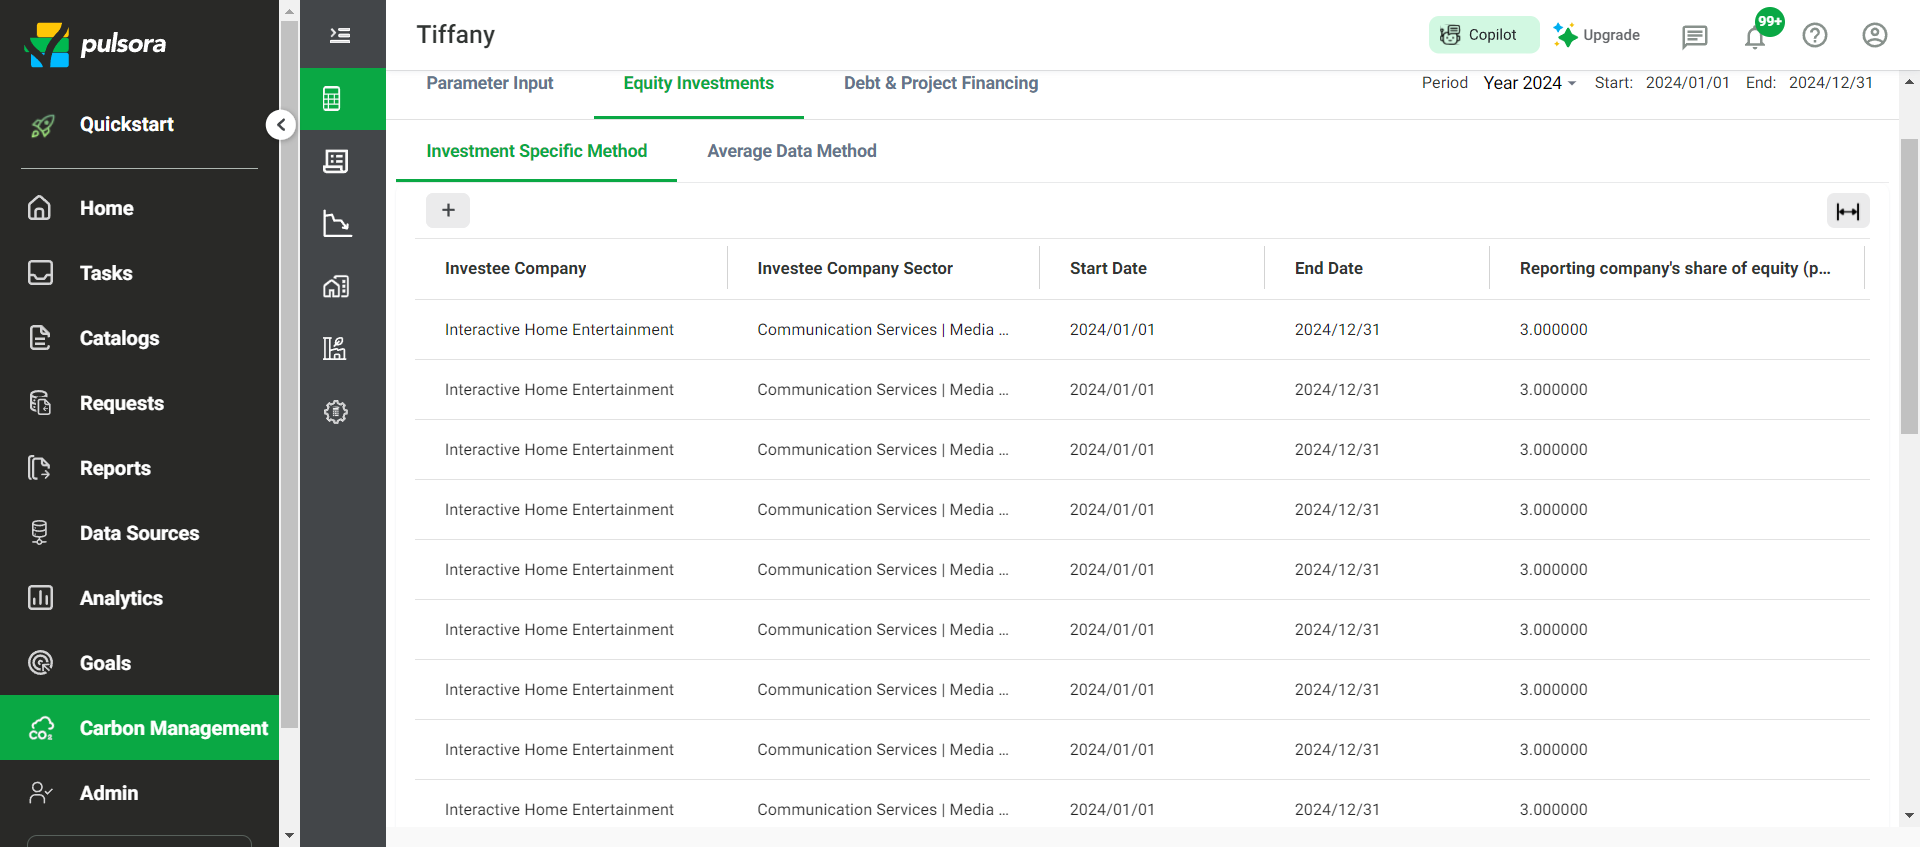 pulsora
Quickstart
Home
Tasks
Catalogs
Requests
Reports
Data Sources
Analytics
Goals
CO₂ Carbon Management
Admin
Tiffany
Copilot
Upgrade
99+
Parameter Input
Equity Investments
Debt & Project Financing
Period Year 2024 Start: 2024/01/01 End: 2024/12/31
Investment Specific Method
Average Data Method
+
Investee Company Investee Company Sector Start Date End Date Reporting company's share of equity (p...
Interactive Home Entertainment Communication Services | Media ... 2024/01/01 2024/12/31 3.000000
Interactive Home Entertainment Communication Services | Media ... 2024/01/01 2024/12/31 3.000000
Interactive Home Entertainment Communication Services | Media ... 2024/01/01 2024/12/31 3.000000
Interactive Home Entertainment Communication Services | Media ... 2024/01/01 2024/12/31 3.000000
Interactive Home Entertainment Communication Services | Media ... 2024/01/01 2024/12/31 3.000000
Interactive Home Entertainment Communication Services | Media ... 2024/01/01 2024/12/31 3.000000
Interactive Home Entertainment Communication Services | Media ... 2024/01/01 2024/12/31 3.000000
Interactive Home Entertainment Communication Services | Media ... 2024/01/01 2024/12/31 3.000000
Interactive Home Entertainment Communication Services | Media ... 2024/01/01 2024/12/31 3.000000